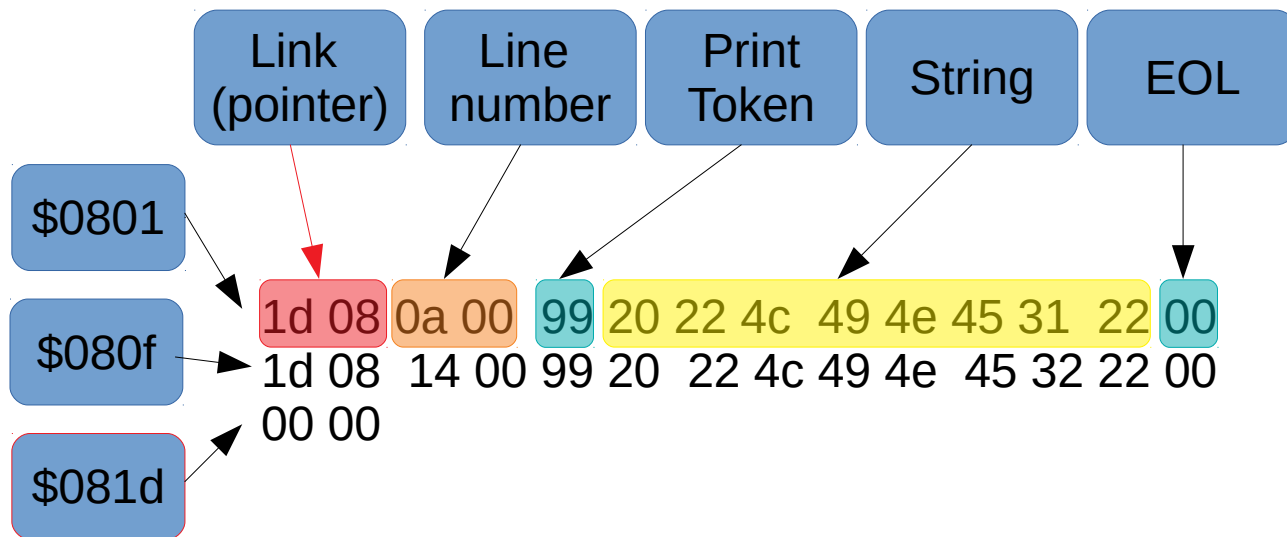 Link
(pointer)
Line
number
Print
Token
String
EOL
$0801
1d 08 0a 00 99 20 22 4c 49 4e 45 31 22 00
$080f
1d 08 14 00 99 20 22 4c 49 4e 45 32 22 00
00 00
$081d